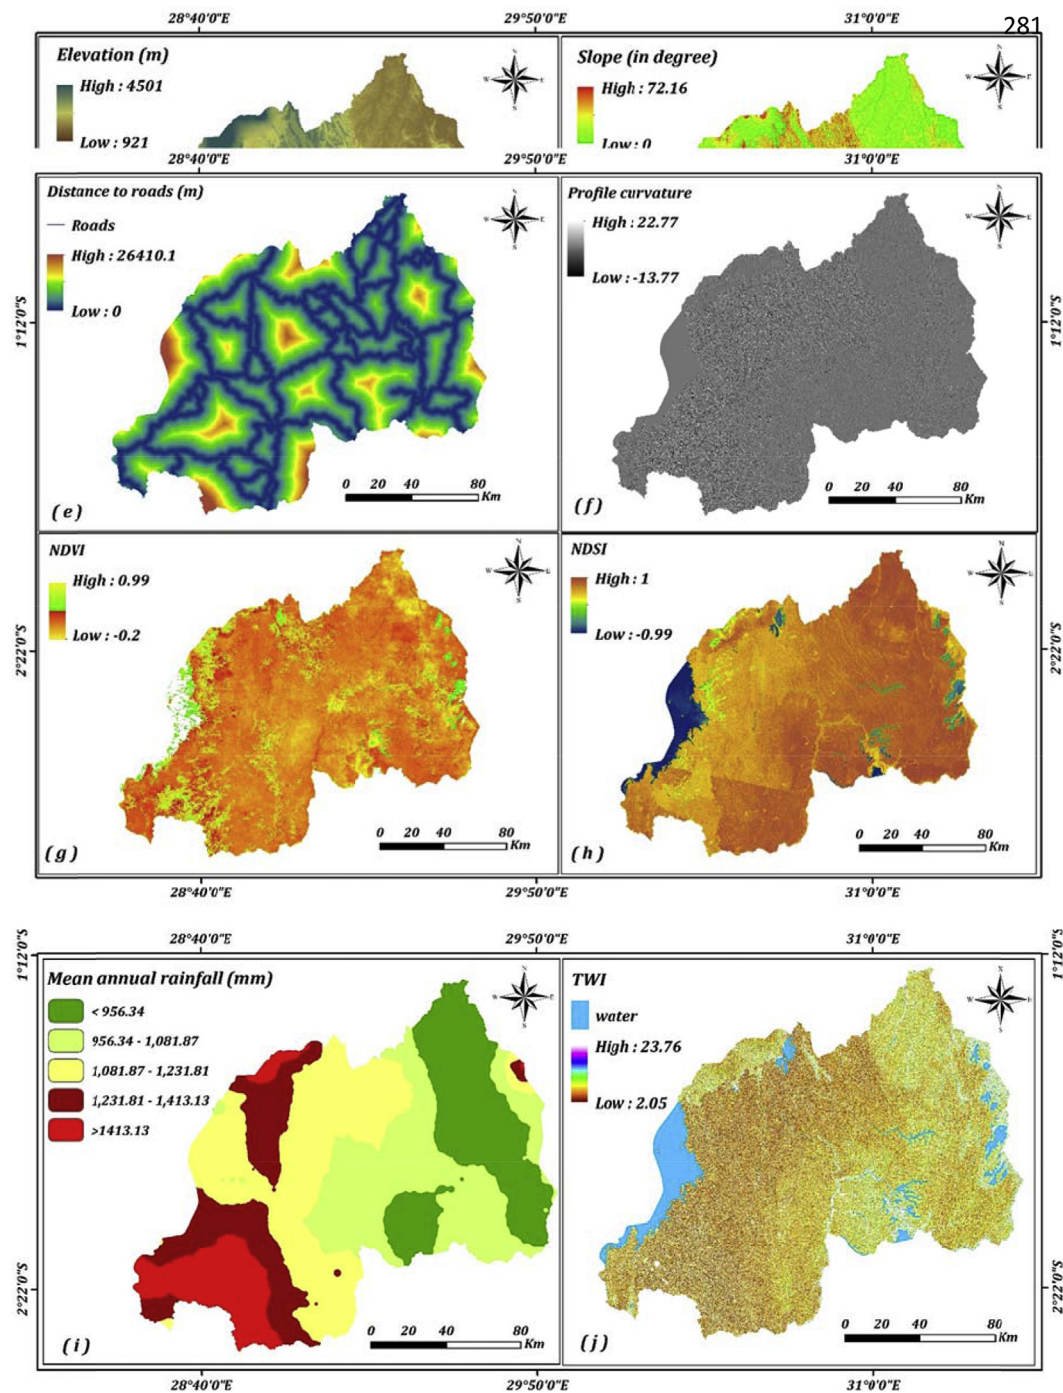 28°40'0"E 29°50'0"E 31°0'0"E
281
Elevation (m)
High : 4501
Low : 921
N
W E
S
Slope (in degree)
High : 72.16
Low : 0
N
W E
S
28°40'0"E 29°50'0"E 31°0'0"E
Distance to roads (m)
Roads
High : 26410.1
Low : 0
N
W E
S
0 20 40 80
Km
(e)
Profile curvature
High : 22.77
Low : -13.77
N
W E
S
0 20 40 80
Km
(f)
1°12'0"S
1°12'0"S
NDVI
High : 0.99
Low : -0.2
N
W E
S
0 20 40 80
Km
(g)
NDSI
High : 1
Low : -0.99
N
W E
S
0 20 40 80
Km
(h)
2°22'0"S
2°22'0"S
28°40'0"E 29°50'0"E 31°0'0"E
28°40'0"E 29°50'0"E 31°0'0"E
1°12'0"S
1°12'0"S
Mean annual rainfall (mm)
< 956.34
956.34 - 1,081.87
1,081.87 - 1,231.81
1,231.81 - 1,413.13
>1413.13
N
W E
S
0 20 40 80
Km
(i)
TWI
water
High : 23.76
Low : 2.05
N
W E
S
0 20 40 80
Km
(j)
2°22'0"S
2°22'0"S
28°40'0"E 29°50'0"E 31°0'0"E